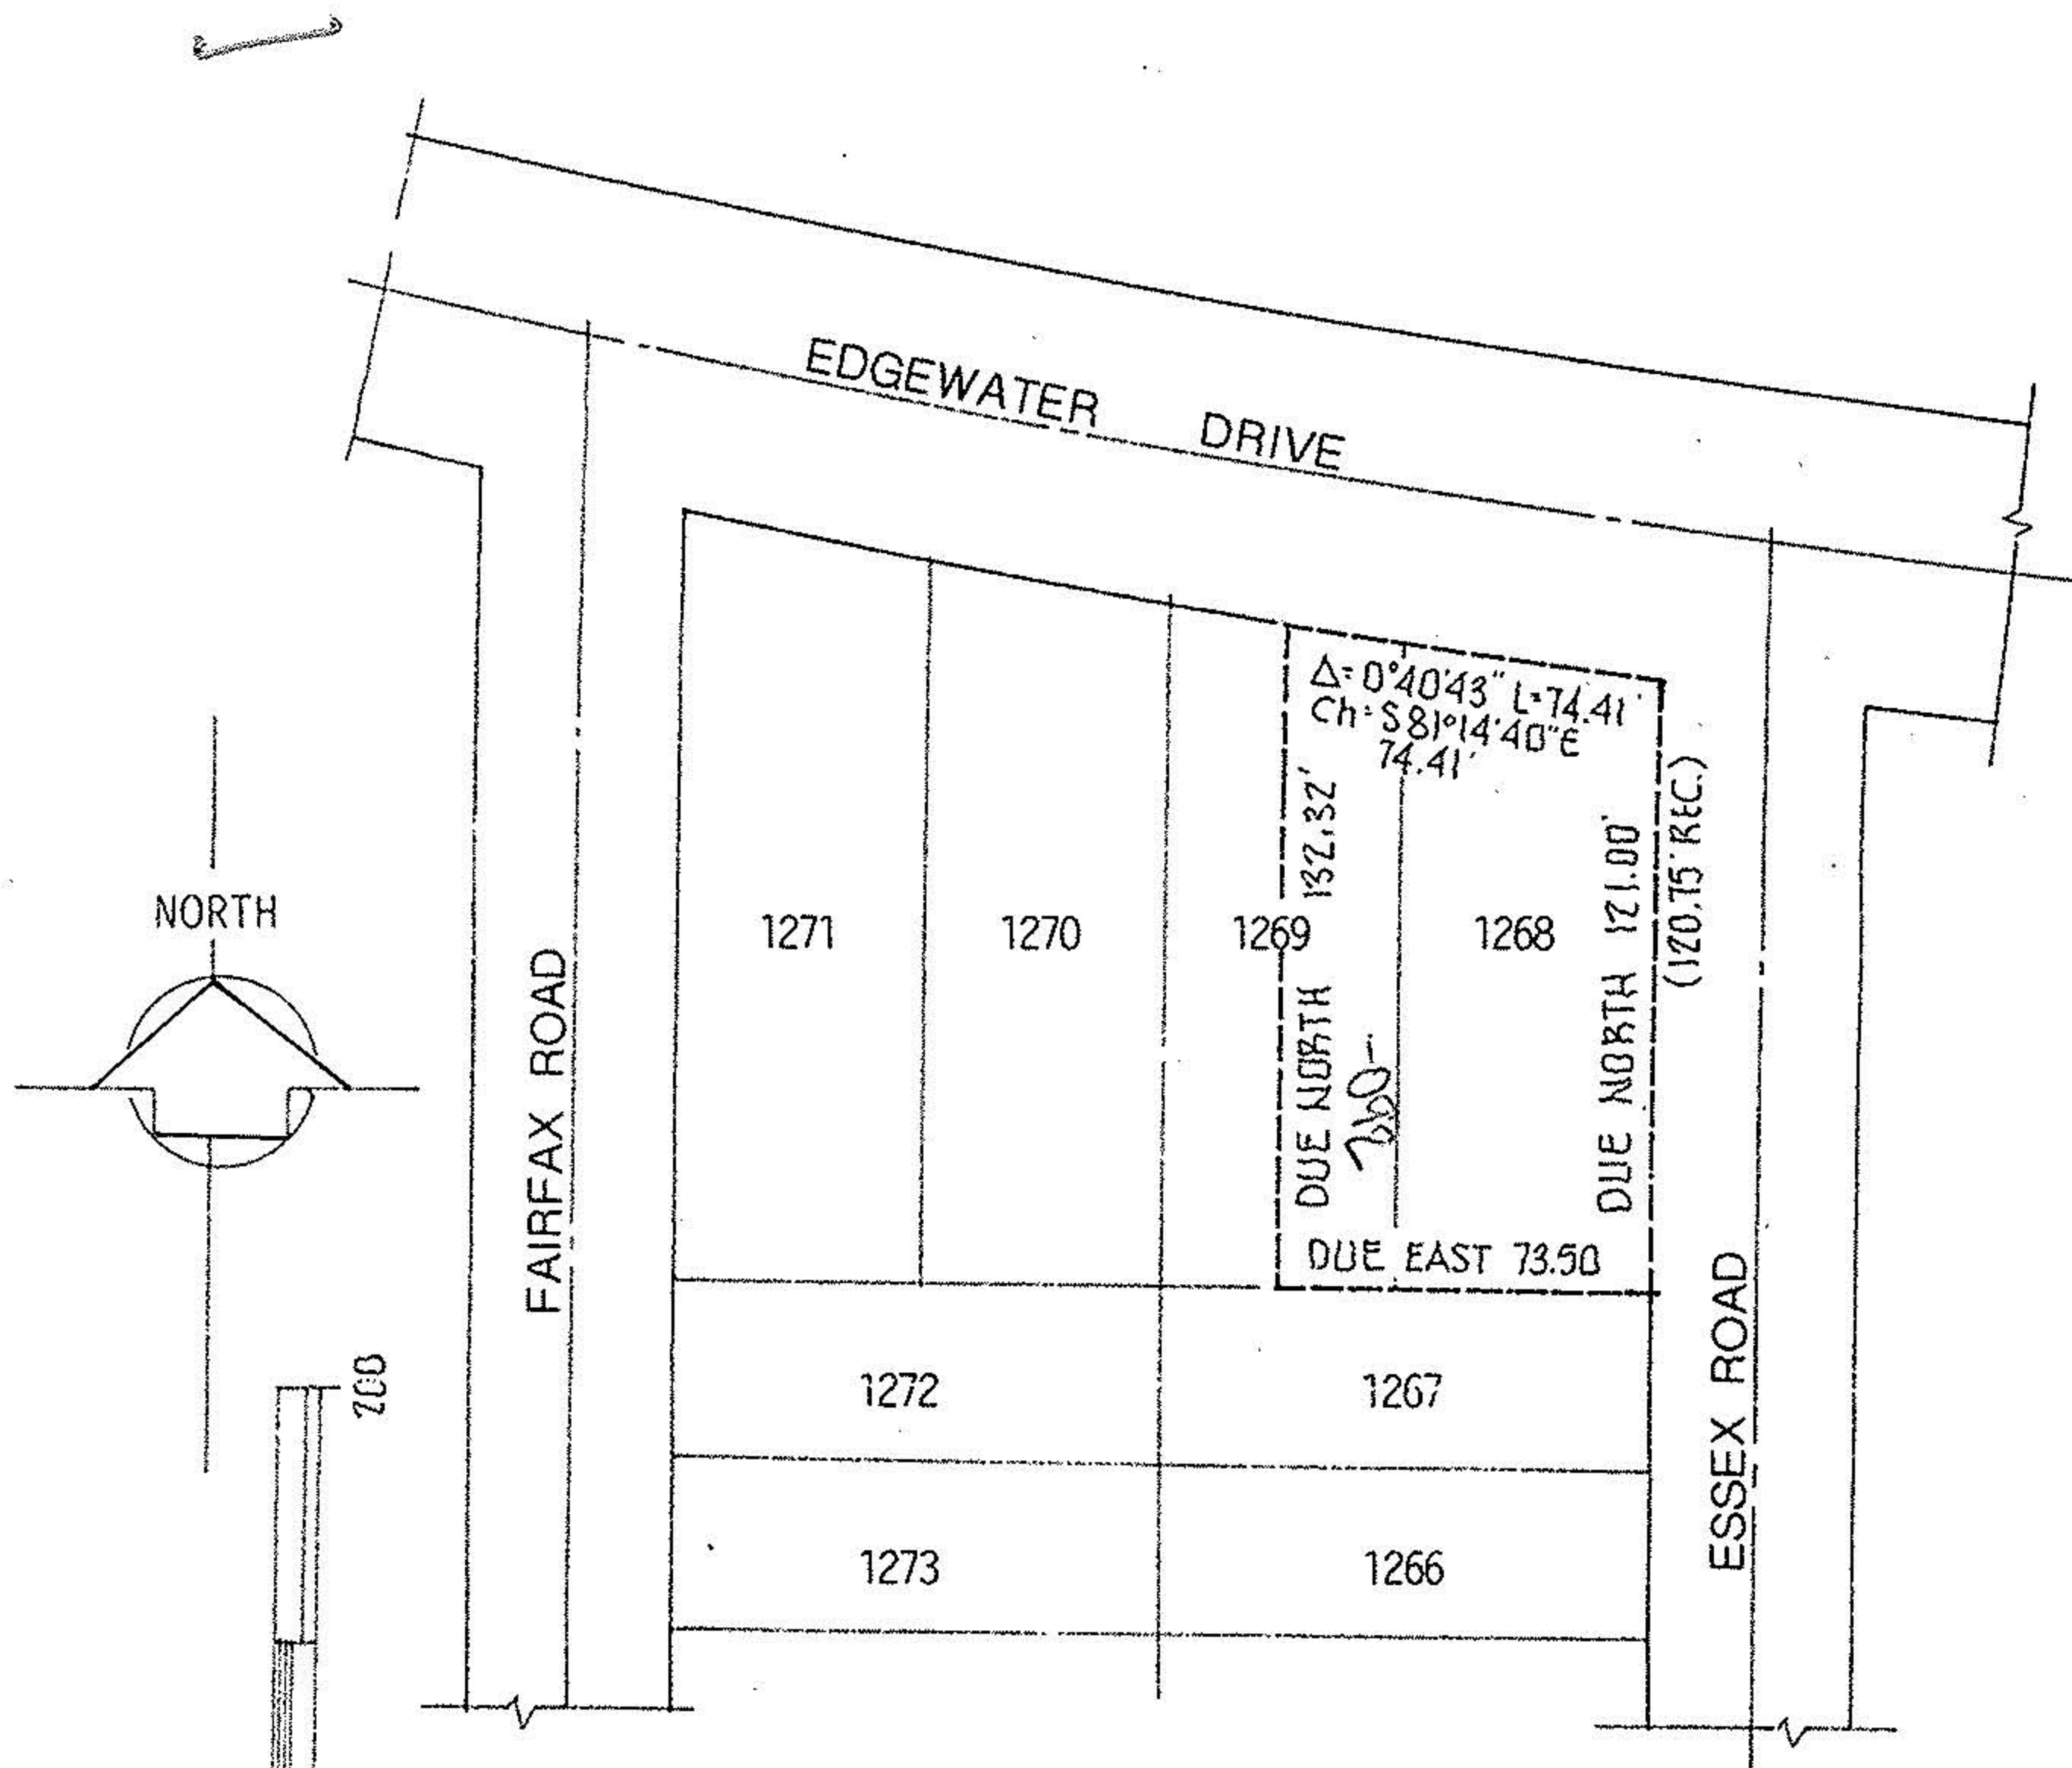 EDGEWATER DRIVE
Δ=0°40'43" L=74.41'
Ch=S81°14'40"E
74.41'
DUE NORTH 132.32'
DUE NORTH 121.00'
(120.75' REC.)
NORTH
1271
1270
1269
1268
DUE EAST 73.50
FAIRFAX ROAD
ESSEX ROAD
200
1272
1267
1273
1266